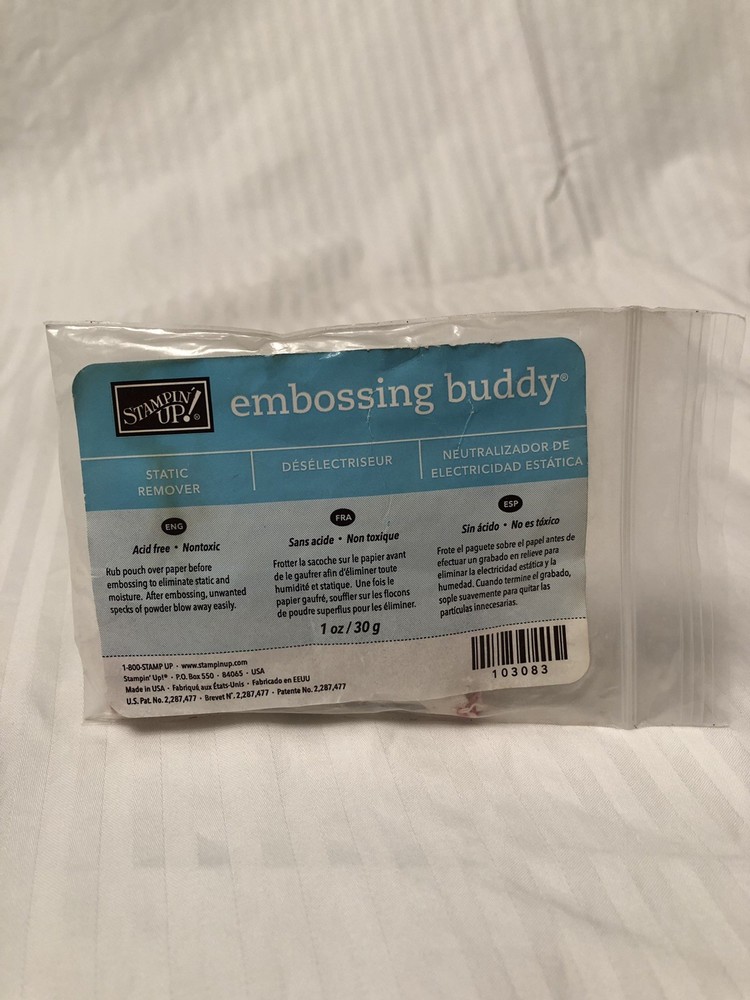 STAMPIN' UP!®
embossing buddy®
STATIC
REMOVER
DÉSÉLECTRISEUR
NEUTRALIZADOR DE
ELECTRICIDAD ESTÁTICA
ENG
Acid free • Nontoxic
Rub pouch over paper before
embossing to eliminate static and
moisture. After embossing, unwanted
specks of powder blow away easily.
FRA
Sans acide • Non toxique
Frotter la sacoche sur le papier avant
de le gaufrer afin d'éliminer toute
humidité et statique. Une fois le
papier gaufré, souffler sur les flocons
de poudre superflus pour les éliminer.
ESP
Sin ácido • No es tóxico
Frote el paguete sobre el papel antes de
efectuar un grabado en relieve para
eliminar la electricidad estática y la
humedad. Cuando termine el grabado,
sople suavemente para quitar las
partículas innecesarias.
1 oz / 30 g
1-800-STAMP UP · www.stampinup.com
Stampin' Up!® · P.O. Box 550 · 84065 · USA
Made in USA · Fabriqué aux États-Unis · Fabricado en EEUU
U.S. Pat. No. 2,287,477 · Brevet N°. 2,287,477 · Patente No. 2,287,477
103083